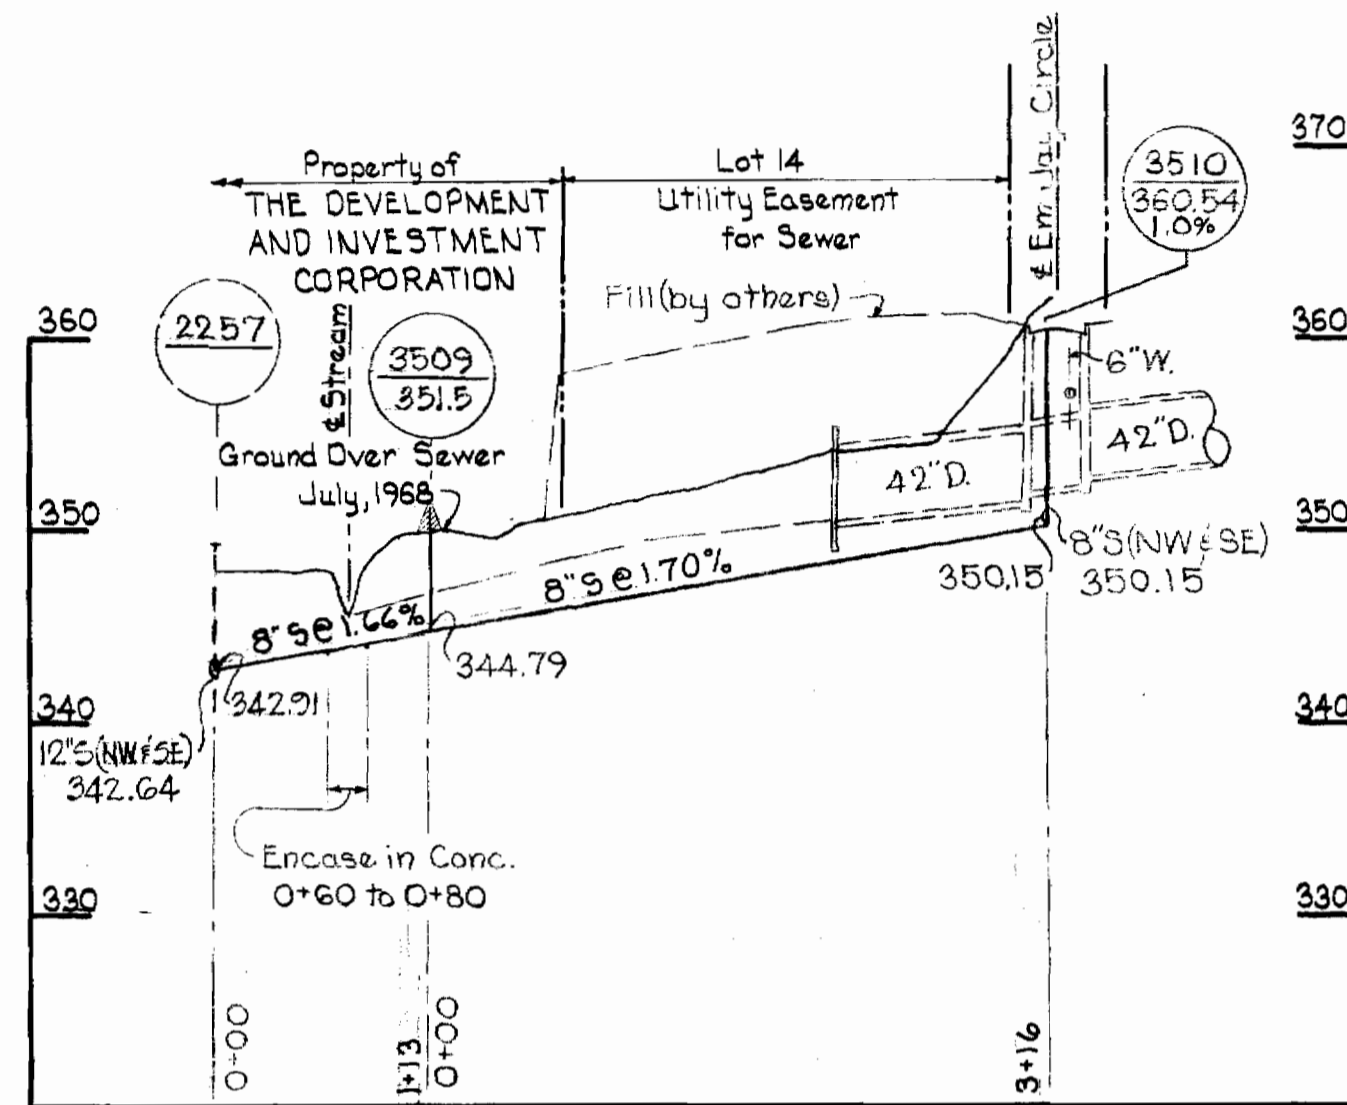 Property of
THE DEVELOPMENT
AND INVESTMENT
CORPORATION
Lot 14
Utility Easement
for Sewer
℄ Em Jay Circle
3510
360.54
1.0%
370
Fill (by others)
360
2257
℄ Stream
3509
351.5
360
6"W.
Ground Over Sewer
July, 1968
42"D.
42"D.
350
350
8"S @ 1.66%
8"S @ 1.70%
350.15
8"S (NW & SE)
350.15
344.79
342.91
340
340
12"S (NW & SE)
342.64
Encase in Conc.
0+60 to 0+80
330
330
0+00
1+13
0+00
3+16